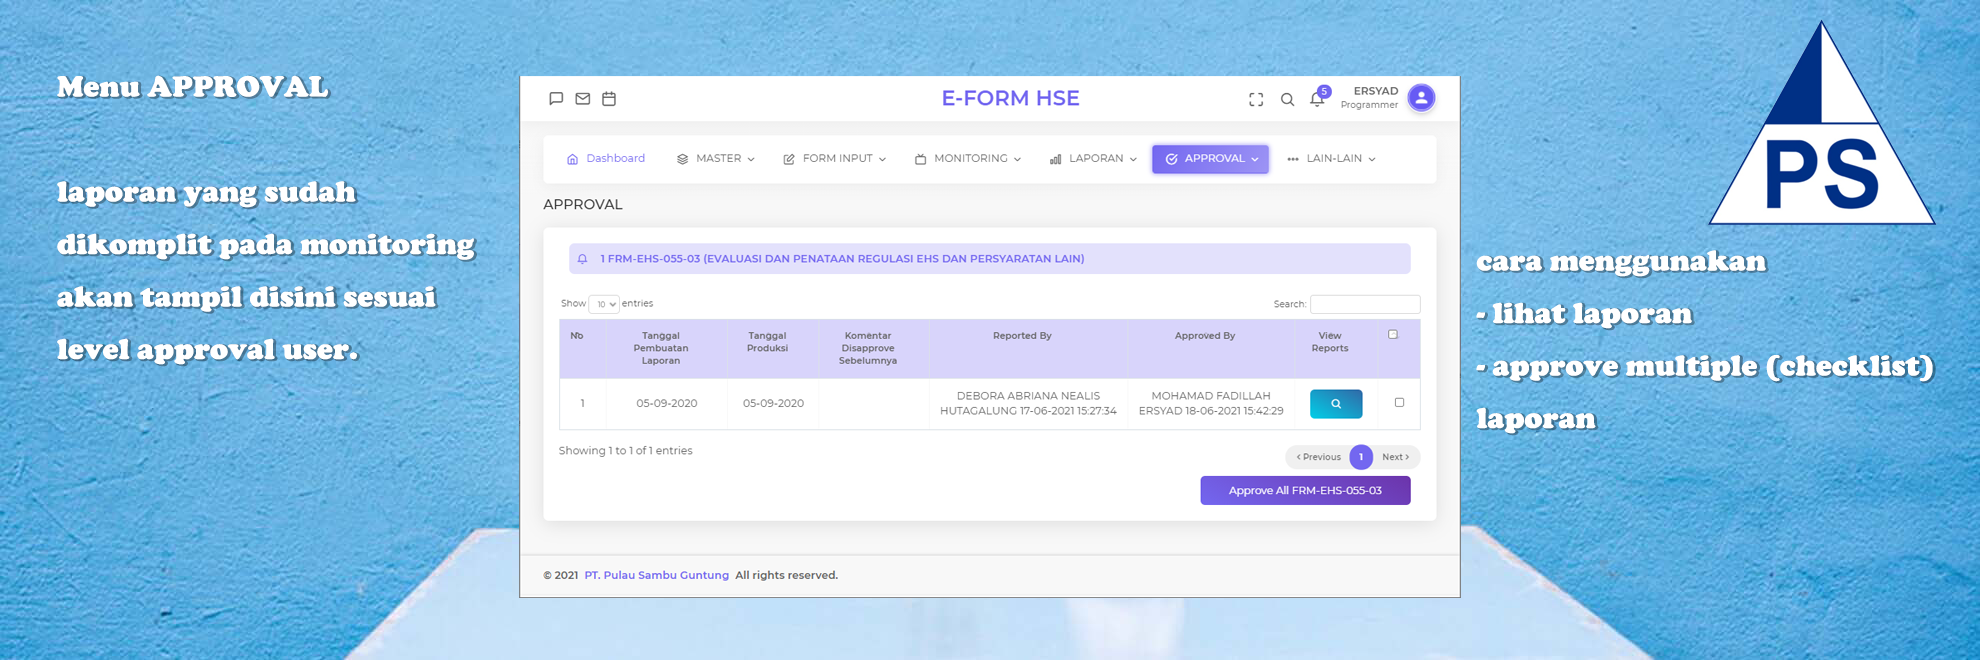 Menu APPROVAL
laporan yang sudah
dikomplit pada monitoring
akan tampil disini sesuai
level approval user.
E-FORM HSE
5
ERSYAD
Programmer
Dashboard
MASTER
FORM INPUT
MONITORING
LAPORAN
APPROVAL
LAIN-LAIN
APPROVAL
1 FRM-EHS-055-03 (EVALUASI DAN PENATAAN REGULASI EHS DAN PERSYARATAN LAIN)
Show 10 entries
Search:
No
Tanggal
Pembuatan
Laporan
Tanggal
Produksi
Komentar
Disapprove
Sebelumnya
Reported By
Approved By
View
Reports
1
05-09-2020
05-09-2020
DEBORA ABRIANA NEALIS
HUTAGALUNG 17-06-2021 15:27:34
MOHAMAD FADILLAH
ERSYAD 18-06-2021 15:42:29
Showing 1 to 1 of 1 entries
‹ Previous
1
Next ›
Approve All FRM-EHS-055-03
© 2021 PT. Pulau Sambu Guntung All rights reserved.
PS
cara menggunakan
- lihat laporan
- approve multiple (checklist)
laporan